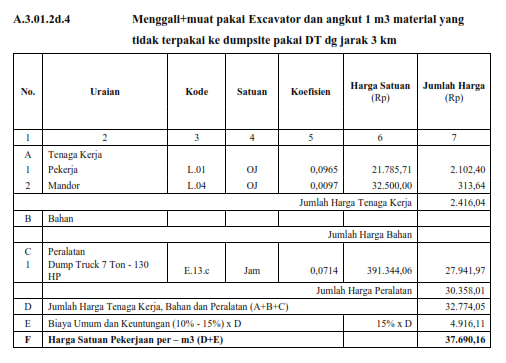 A.3.01.2d.4 Menggali+muat pakai Excavator dan angkut 1 m3 material yang
tidak terpakai ke dumpsite pakai DT dg jarak 3 km
No. Uraian Kode Satuan Koefisien Harga Satuan (Rp) Jumlah Harga (Rp)
1 2 3 4 5 6 7
A Tenaga Kerja
1 Pekerja L.01 OJ 0,0965 21.785,71 2.102,40
2 Mandor L.04 OJ 0,0097 32.500,00 313,64
Jumlah Harga Tenaga Kerja 2.416,04
B Bahan
Jumlah Harga Bahan
C Peralatan
1 Dump Truck 7 Ton - 130 HP E.13.c Jam 0,0714 391.344,06 27.941,97
Jumlah Harga Peralatan 30.358,01
D Jumlah Harga Tenaga Kerja, Bahan dan Peralatan (A+B+C) 32.774,05
E Biaya Umum dan Keuntungan (10% - 15%) x D 15% x D 4.916,11
F Harga Satuan Pekerjaan per – m3 (D+E) 37.690,16